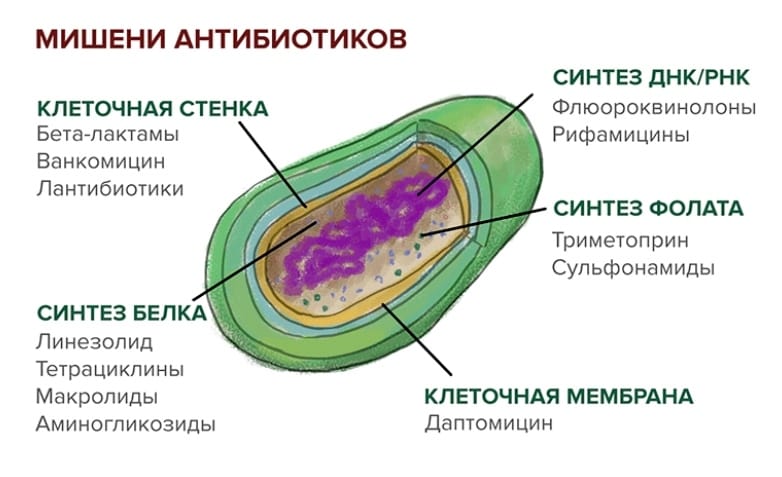 МИШЕНИ АНТИБИОТИКОВ
КЛЕТОЧНАЯ СТЕНКА
Бета-лактамы
Ванкомицин
Лантибиотики
СИНТЕЗ ДНК/РНК
Флюороквинолоны
Рифамицины
СИНТЕЗ ФОЛАТА
Триметоприн
Сульфонамиды
СИНТЕЗ БЕЛКА
Линезолид
Тетрациклины
Макролиды
Аминогликозиды
КЛЕТОЧНАЯ МЕМБРАНА
Даптомицин